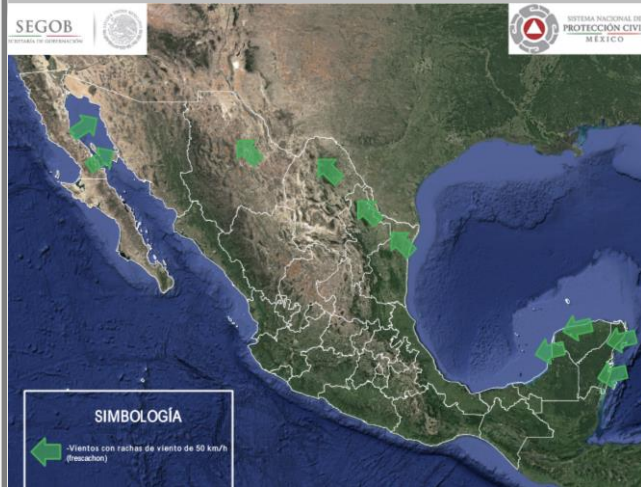 SEGOB
SECRETARÍA DE GOBERNACIÓN
SISTEMA NACIONAL DE
PROTECCIÓN CIVI
MÉXICO
SIMBOLOGÍA
-Vientos con rachas de viento de 50 km/h
(frescachon)